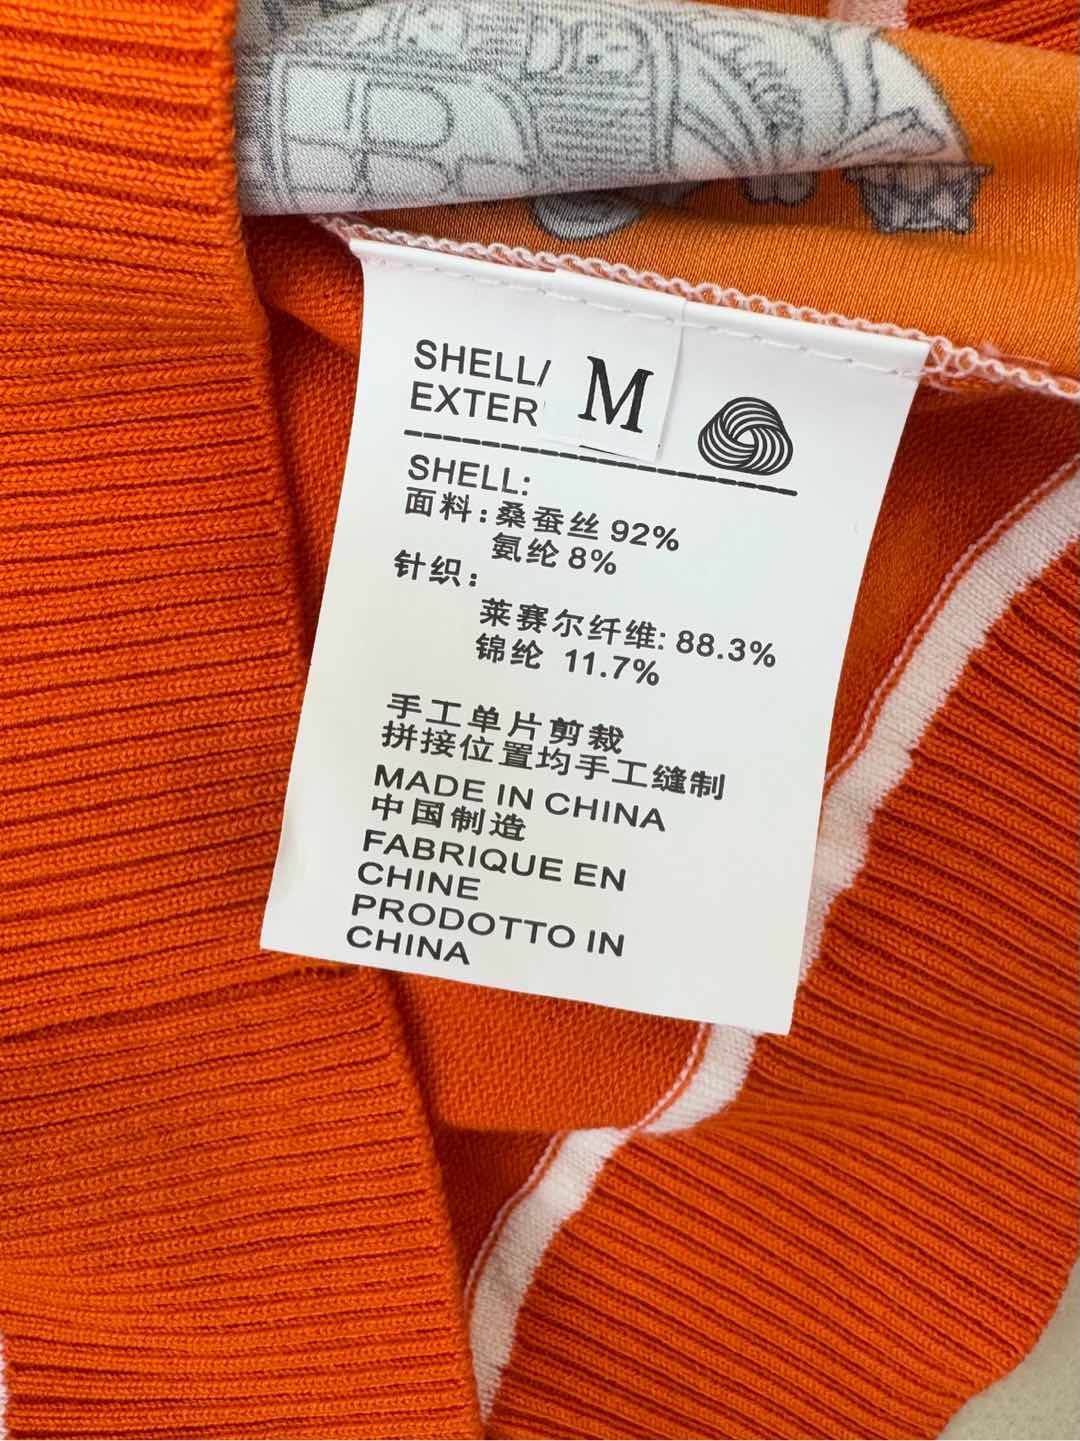 SHELL/
EXTER
M
SHELL:
面料:桑蚕丝 92%
氨纶 8%
针织:
莱赛尔纤维: 88.3%
锦纶 11.7%
手工单片剪裁
拼接位置均手工缝制
MADE IN CHINA
中国制造
FABRIQUE EN
CHINE
PRODOTTO IN
CHINA